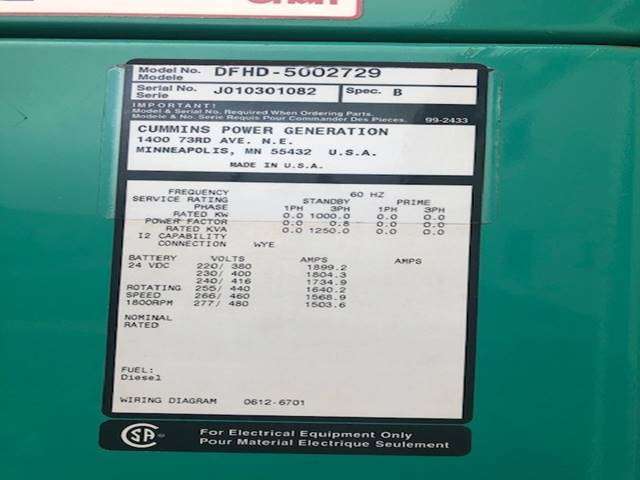 Onan
Model No. DFHD-5002729
Modele
Serial No. J010301082 Spec. B
Serie
IMPORTANT!
Model & Serial No. Required When Ordering Parts.
Modele & No. Serie Requis Pour Commander Des Pieces. 99-2433
CUMMINS POWER GENERATION
1400 73RD AVE. N.E.
MINNEAPOLIS, MN 55432 U.S.A.
MADE IN U.S.A.
FREQUENCY 60 HZ
SERVICE RATING STANDBY PRIME
PHASE 1PH 3PH 1PH 3PH
RATED KW 0.0 1000.0 0.0 0.0
POWER FACTOR 0.0 0.8 0.0 0.0
RATED KVA 0.0 1250.0 0.0 0.0
I2 CAPABILITY
CONNECTION WYE
BATTERY VOLTS AMPS AMPS
24 VDC 220/ 380 1899.2
230/ 400 1804.3
240/ 416 1734.9
ROTATING 255/ 440 1640.2
SPEED 266/ 460 1568.9
1800RPM 277/ 480 1503.6
NOMINAL
RATED
FUEL:
Diesel
WIRING DIAGRAM 0612-6701
CSA For Electrical Equipment Only
Pour Material Electrique Seulement